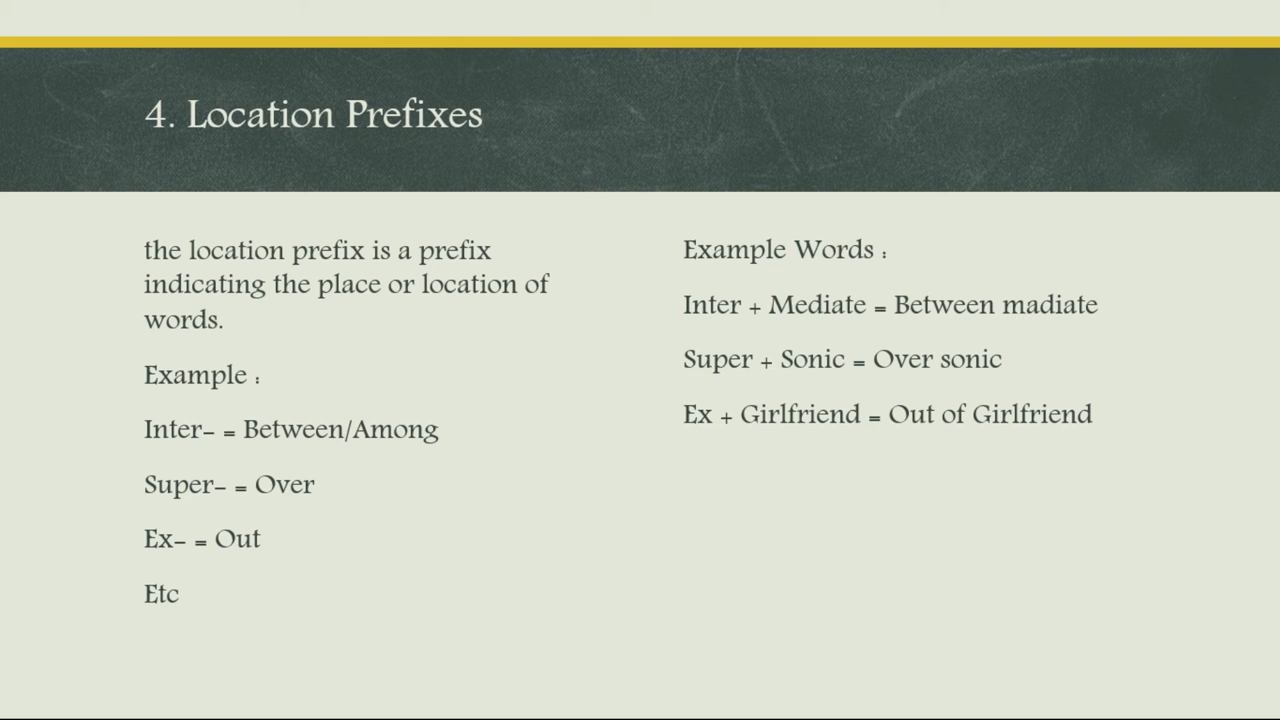 4. Location Prefixes
the location prefix is a prefix
indicating the place or location of
words.
Example :
Inter- = Between/Among
Super- = Over
Ex- = Out
Etc
Example Words :
Inter + Mediate = Between madiate
Super + Sonic = Over sonic
Ex + Girlfriend = Out of Girlfriend